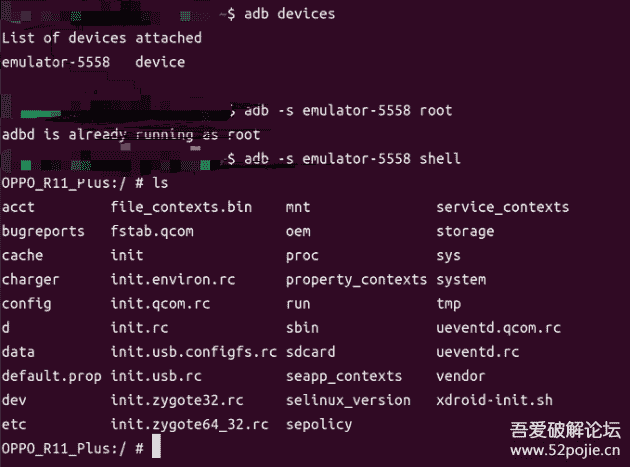 ~$ adb devices
List of devices attached
emulator-5558 device
$ adb -s emulator-5558 root
adbd is already running as root
~$ adb -s emulator-5558 shell
OPPO_R11_Plus:/ # ls
acct file_contexts.bin mnt service_contexts
bugreports fstab.qcom oem storage
cache init proc sys
charger init.environ.rc property_contexts system
config init.qcom.rc run tmp
d init.rc sbin ueventd.qcom.rc
data init.usb.configfs.rc sdcard ueventd.rc
default.prop init.usb.rc seapp_contexts vendor
dev init.zygote32.rc selinux_version xdroid-init.sh
etc init.zygote64_32.rc sepolicy
OPPO_R11_Plus:/ #
吾爱破解论坛
www.52pojie.cn